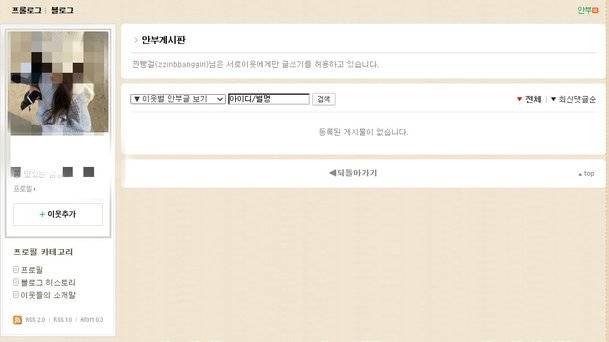 프롤로그 | 블로그
안부
안부게시판
님은 서로이웃에게만 글쓰기를 허용하고 있습니다.
▼ 이웃별 안부글 보기 아이디/별명 검색 ▼ 전체 | ▼ 최신댓글순
등록된 게시물이 없습니다.
◀되돌아가기 ▲ top
프로필 ▸
+ 이웃추가
프로필 카테고리
프로필
블로그 히스토리
이웃들의 소개말
RSS 2.0 | RSS 1.0 | ATOM 0.3